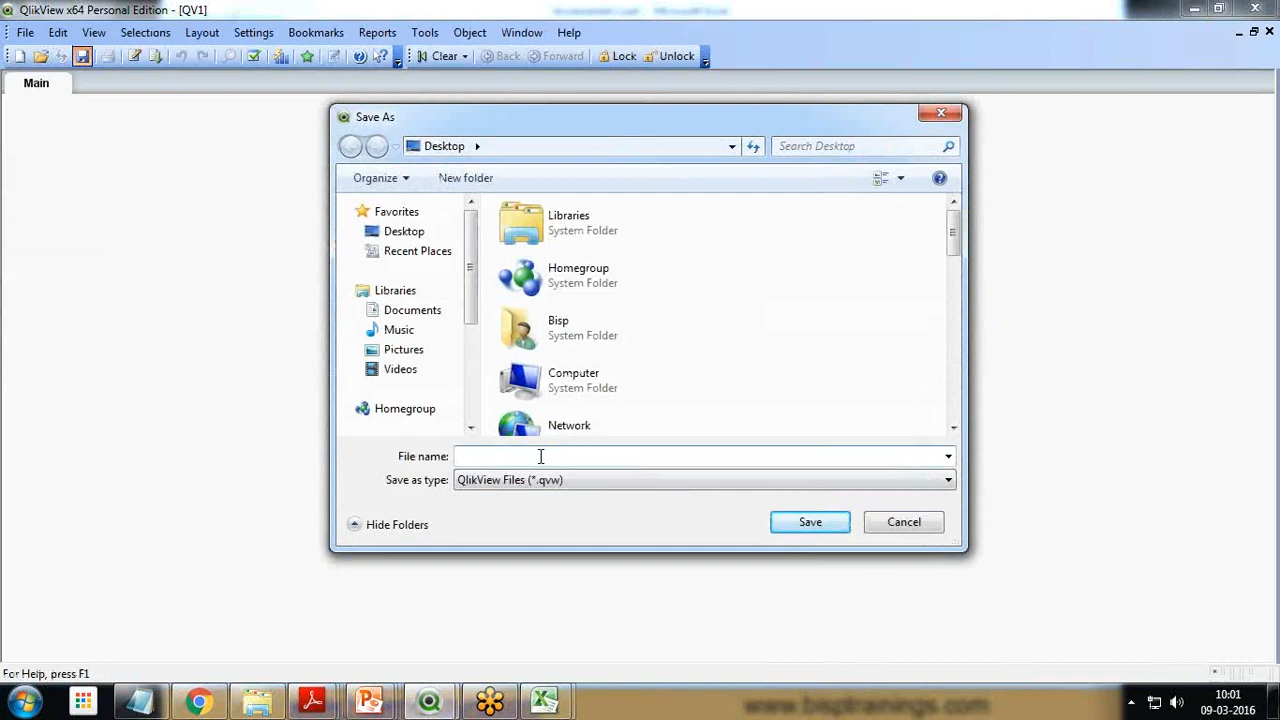 QlikView x64 Personal Edition - [QV1]
File Edit View Selections Layout Settings Bookmarks Reports Tools Object Window Help
Clear Back Forward Lock Unlock
Main
Save As
Desktop
Search Desktop
Organize New folder
Favorites
Desktop
Recent Places
Libraries
Documents
Music
Pictures
Videos
Homegroup
Libraries
System Folder
Homegroup
System Folder
Bisp
System Folder
Computer
System Folder
Network
File name:
Save as type: QlikView Files (*.qvw)
Hide Folders Save Cancel
For Help, press F1
www.bisptrainings.com
10:01
09-03-2016